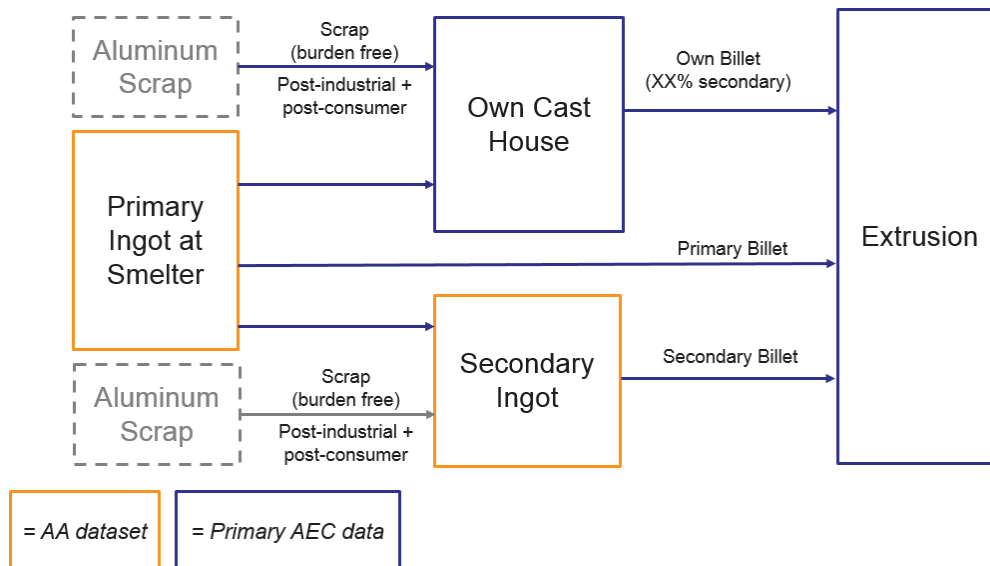 Aluminum
Scrap
Scrap
(burden free)
Post-industrial +
post-consumer
Own Cast
House
Own Billet
(XX% secondary)
Primary
Ingot at
Smelter
Primary Billet
Extrusion
Aluminum
Scrap
Scrap
(burden free)
Post-industrial +
post-consumer
Secondary
Ingot
Secondary Billet
= AA dataset
= Primary AEC data